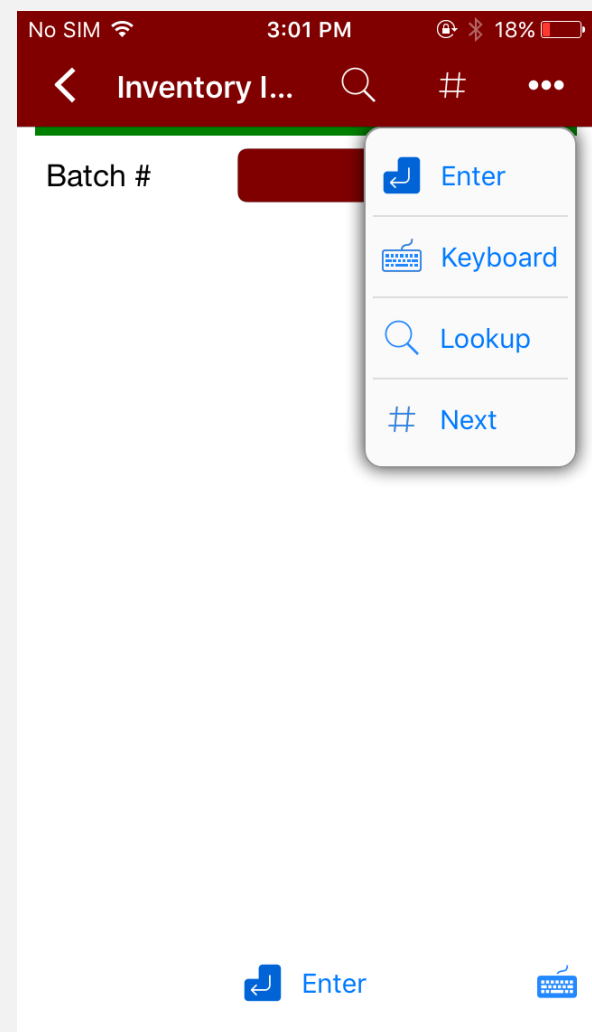 No SIM 3:01 PM 18%
Inventory I... # •••
Batch #
Enter
Keyboard
Lookup
# Next
Enter